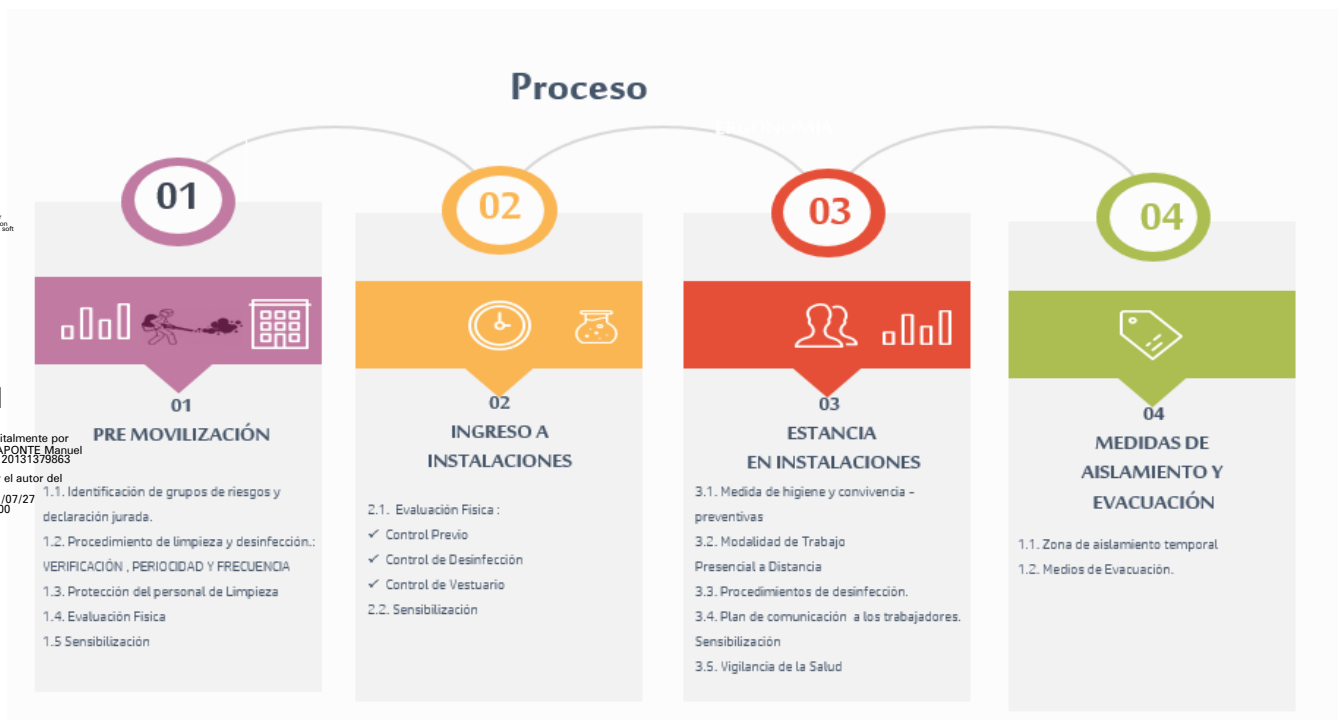 Proceso
01
02
03
04
on
soft
01
PRE MOVILIZACIÓN
1.1. Identificación de grupos de riesgos y
declaración jurada.
1.2. Procedimiento de limpieza y desinfección.:
VERIFICACIÓN , PERIOCIDAD Y FRECUENCIA
1.3. Protección del personal de Limpieza
1.4. Evaluación Fisica
1.5 Sensibilización
02
INGRESO A
INSTALACIONES
2.1. Evaluación Fisica :
✓ Control Previo
✓ Control de Desinfección
✓ Control de Vestuario
2.2. Sensibilización
03
ESTANCIA
EN INSTALACIONES
3.1. Medida de higiene y convivencia –
preventivas
3.2. Modalidad de Trabajo
Presencial a Distancia
3.3. Procedimientos de desinfección.
3.4. Plan de comunicación a los trabajadores.
Sensibilización
3.5. Vigilancia de la Salud
04
MEDIDAS DE
AISLAMIENTO Y
EVACUACIÓN
1.1. Zona de aislamiento temporal
1.2. Medios de Evacuación.
italmente por
APONTE Manuel
20131379863
el autor del
/07/27
00